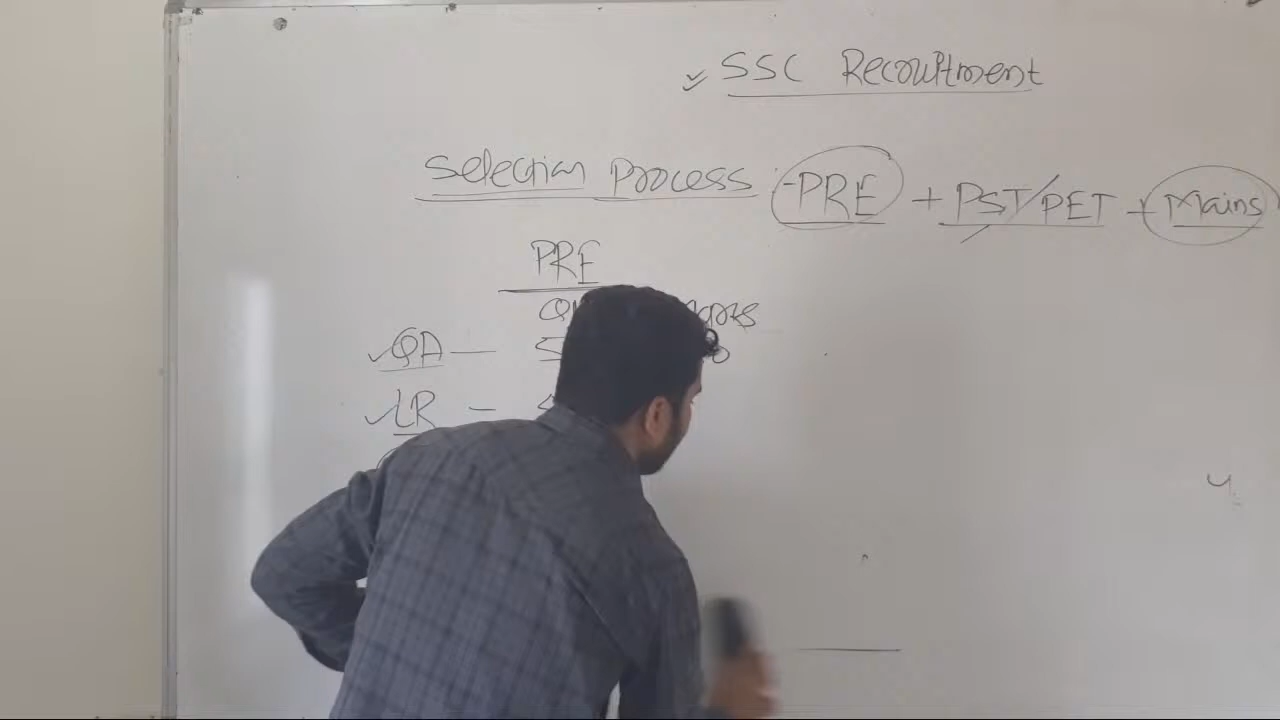 SSC Recruitment
Selection Process :- PRE + PST/PET + Mains
PRE
QA —
LR —